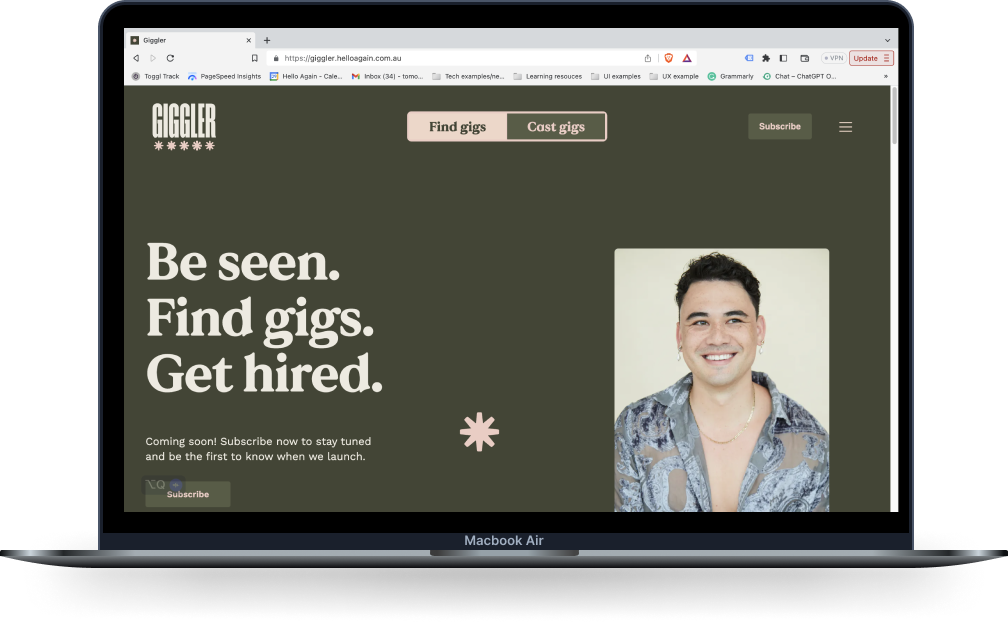 Giggler
https://giggler.helloagain.com.au
VPN
Update
Toggl Track
PageSpeed Insights
Hello Again - Cale...
Inbox (34) - tomo...
Tech examples/ne...
Learning resouces
UI examples
UX example
Grammarly
Chat – ChatGPT O...
»
GIGGLER
Find gigs
Cast gigs
Subscribe
Be seen.
Find gigs.
Get hired.
Coming soon! Subscribe now to stay tuned
and be the first to know when we launch.
⌥Q
Subscribe
Macbook Air